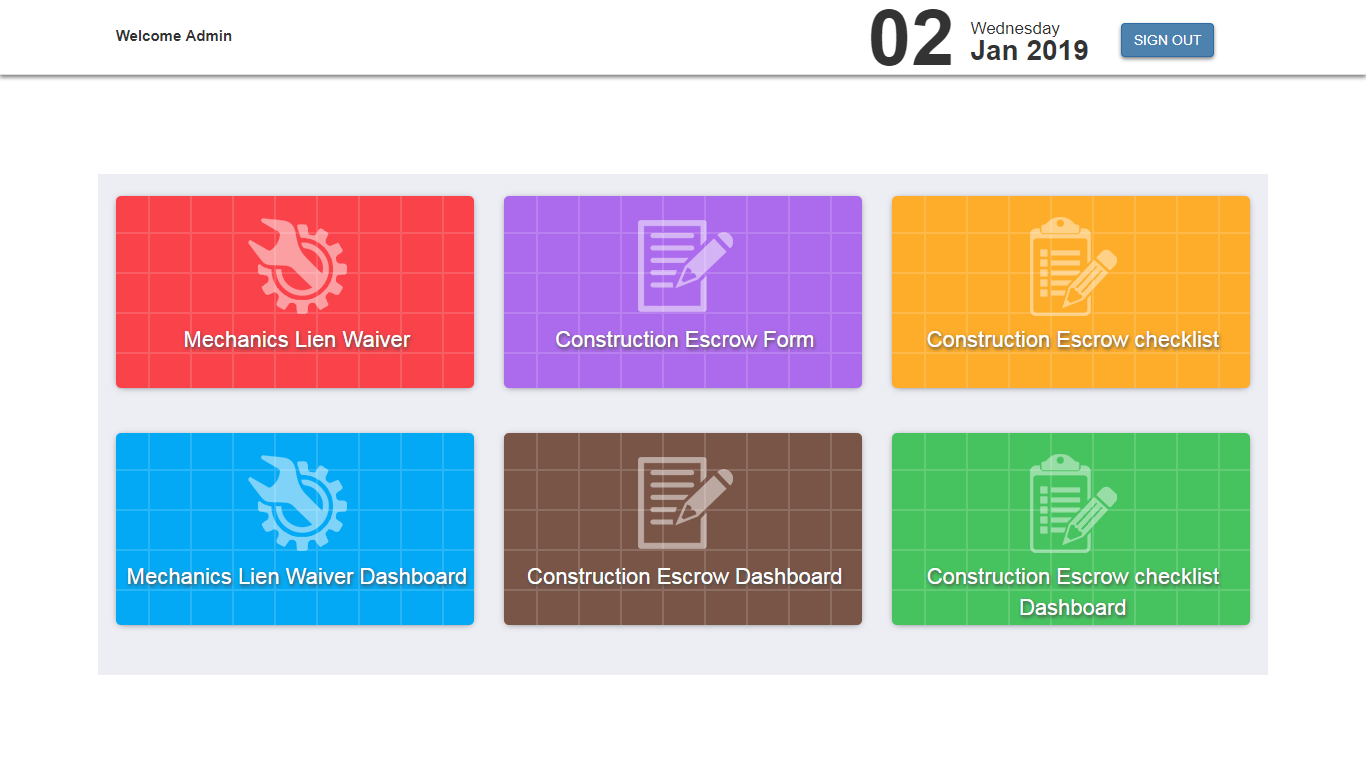 Welcome Admin
02
Wednesday
Jan 2019
SIGN OUT
Mechanics Lien Waiver
Construction Escrow Form
Construction Escrow checklist
Mechanics Lien Waiver Dashboard
Construction Escrow Dashboard
Construction Escrow checklist
Dashboard